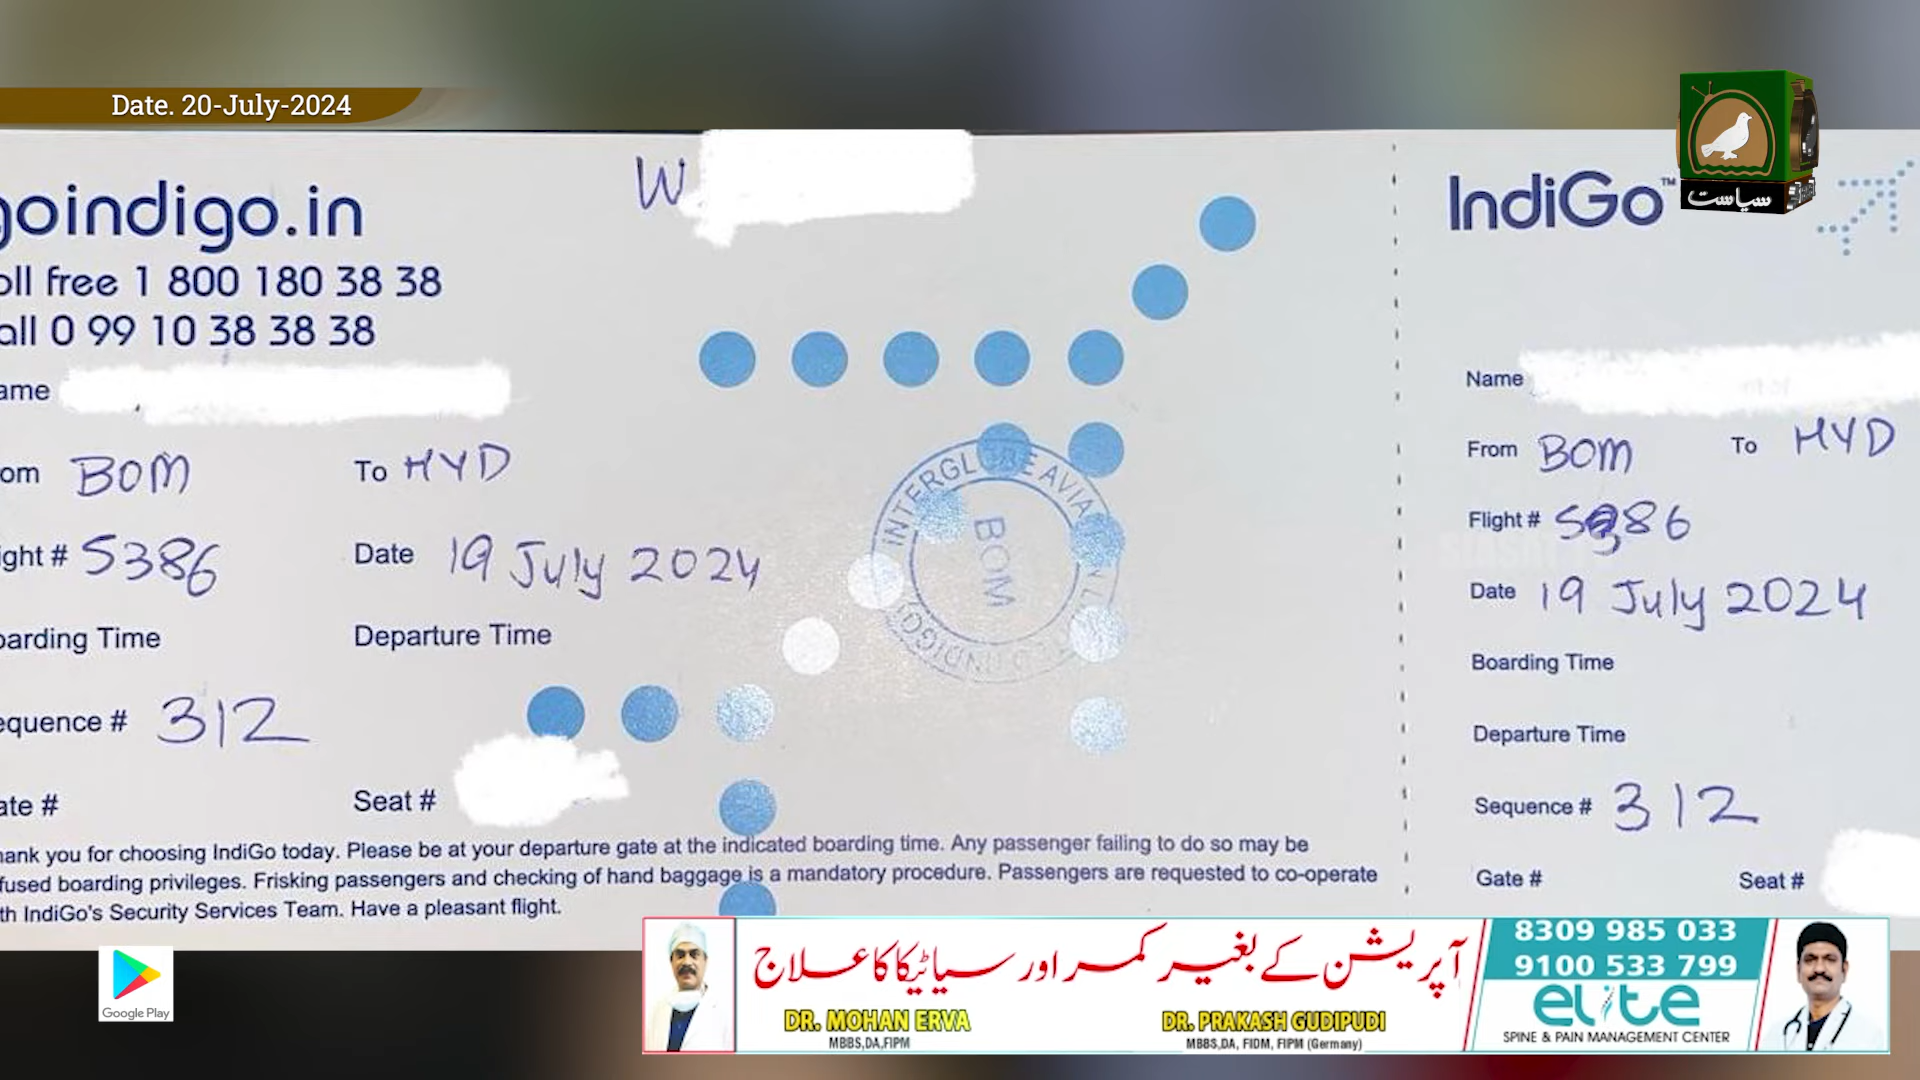 Date. 20-July-2024
سیاست
goindigo.in
W
oll free 1 800 180 38 38
all 0 99 10 38 38 38
ame
om BOM To HYD
ight # 5386 Date 19 July 2024
oarding Time Departure Time
equence # 312
ate # Seat #
hank you for choosing IndiGo today. Please be at your departure gate at the indicated boarding time. Any passenger failing to do so may be
fused boarding privileges. Frisking passengers and checking of hand baggage is a mandatory procedure. Passengers are requested to co-operate
th IndiGo's Security Services Team. Have a pleasant flight.
INTERGLOBE AVIA
BOM
IndiGo™
Name
From BOM To HYD
Flight # 5386
Date 19 July 2024
Boarding Time
Departure Time
Sequence # 312
Gate # Seat #
Google Play
آپریشن کے بغیر کمر اور سیاٹیکا کا علاج
DR. MOHAN ERVA
MBBS,DA,FIPM
DR. PRAKASH GUDIPUDI
MBBS,DA, FIDM, FIPM (Germany)
8309 985 033
9100 533 799
elite
SPINE & PAIN MANAGEMENT CENTER